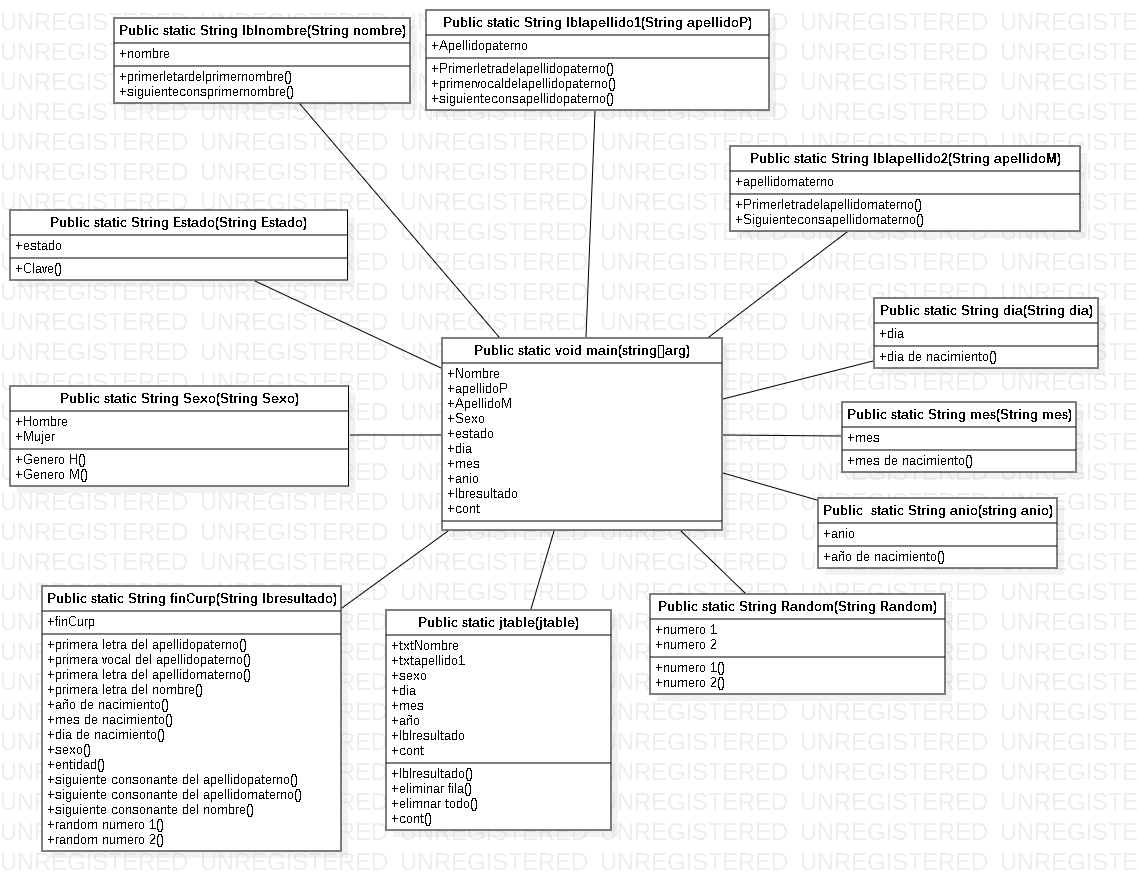 Public static String lblnombre(String nombre)
+nombre
+primerletardelprimernombre()
+siguienteconsprimernombre()
Public static String lblapellido1(String apellidoP)
+Apellidopaterno
+Primerletradelapellidopaterno()
+primervocaldelapellidopaterno()
+siguienteconsapellidopaterno()
Public static String lblapellido2(String apellidoM)
+apellidomaterno
+Primerletradelapellidomaterno()
+Siguienteconsapellidomaterno()
Public static String Estado(String Estado)
+estado
+Clave()
Public static String dia(String dia)
+dia
+dia de nacimiento()
Public static void main(string[]arg)
+Nombre
+apellidoP
+ApellidoM
+Sexo
+estado
+dia
+mes
+anio
+lbresultado
+cont
Public static String Sexo(String Sexo)
+Hombre
+Mujer
+Genero H()
+Genero M()
Public static String mes(String mes)
+mes
+mes de nacimiento()
Public  static String anio(string anio)
+anio
+año de nacimiento()
Public static String finCurp(String lbresultado)
+finCurp
+primera letra del apellidopaterno()
+primera vocal del apellidopaterno()
+primera letra del apellidomaterno()
+primera letra del nombre()
+año de nacimiento()
+mes de nacimiento()
+dia de nacimiento()
+sexo()
+entidad()
+siguiente consonante del apellidopaterno()
+siguiente consonante del apellidomaterno()
+siguiente consonante del nombre()
+random numero 1()
+random numero 2()
Public static jtable(jtable)
+txtNombre
+txtapellido1
+sexo
+dia
+mes
+año
+lblresultado
+cont
+lblresultado()
+eliminar fila()
+elimnar todo()
+cont()
Public static String Random(String Random)
+numero 1
+numero 2
+numero 1()
+numero 2()
UNREGISTERED